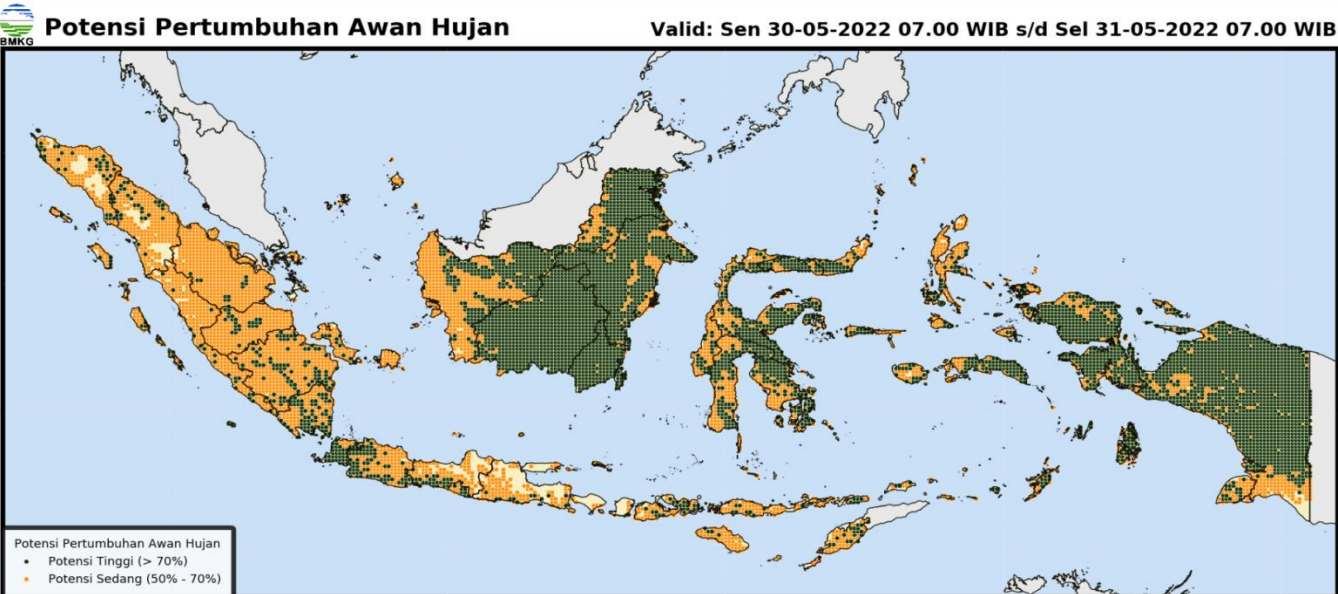 BMKG
Potensi Pertumbuhan Awan Hujan
Valid: Sen 30-05-2022 07.00 WIB s/d Sel 31-05-2022 07.00 WIB
Potensi Pertumbuhan Awan Hujan
Potensi Tinggi (> 70%)
Potensi Sedang (50% - 70%)